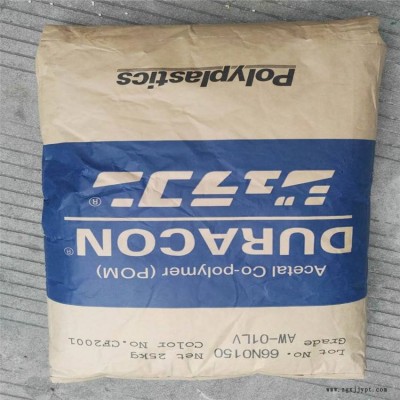 Lot No. 66N0150 Net 25kg
Grade AW-01LV Color No.CF2001
Acetal Co-polymer (POM)
DURACON®
ジュラコン®
Polyplastics